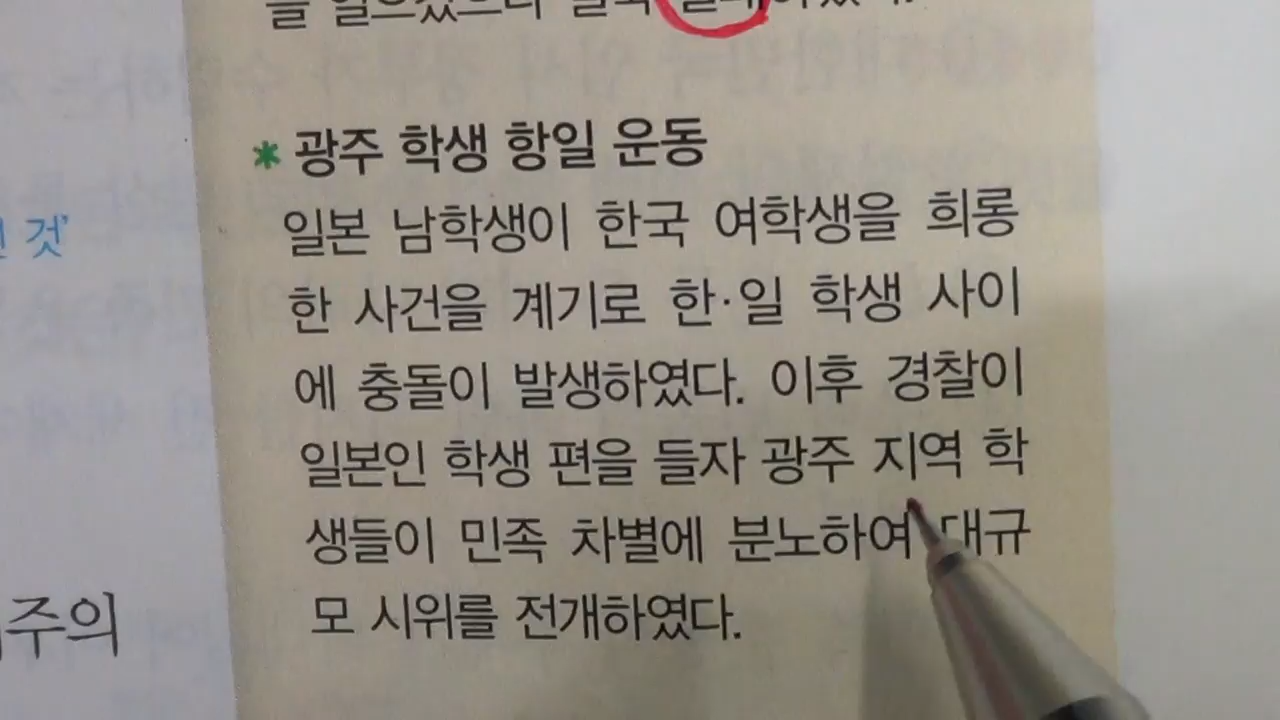 * 광주 학생 항일 운동
일본 남학생이 한국 여학생을 희롱
한 사건을 계기로 한·일 학생 사이
에 충돌이 발생하였다. 이후 경찰이
것'
일본인 학생 편을 들자 광주 지역 학
생들이 민족 차별에 분노하여 대규
모 시위를 전개하였다.
주의